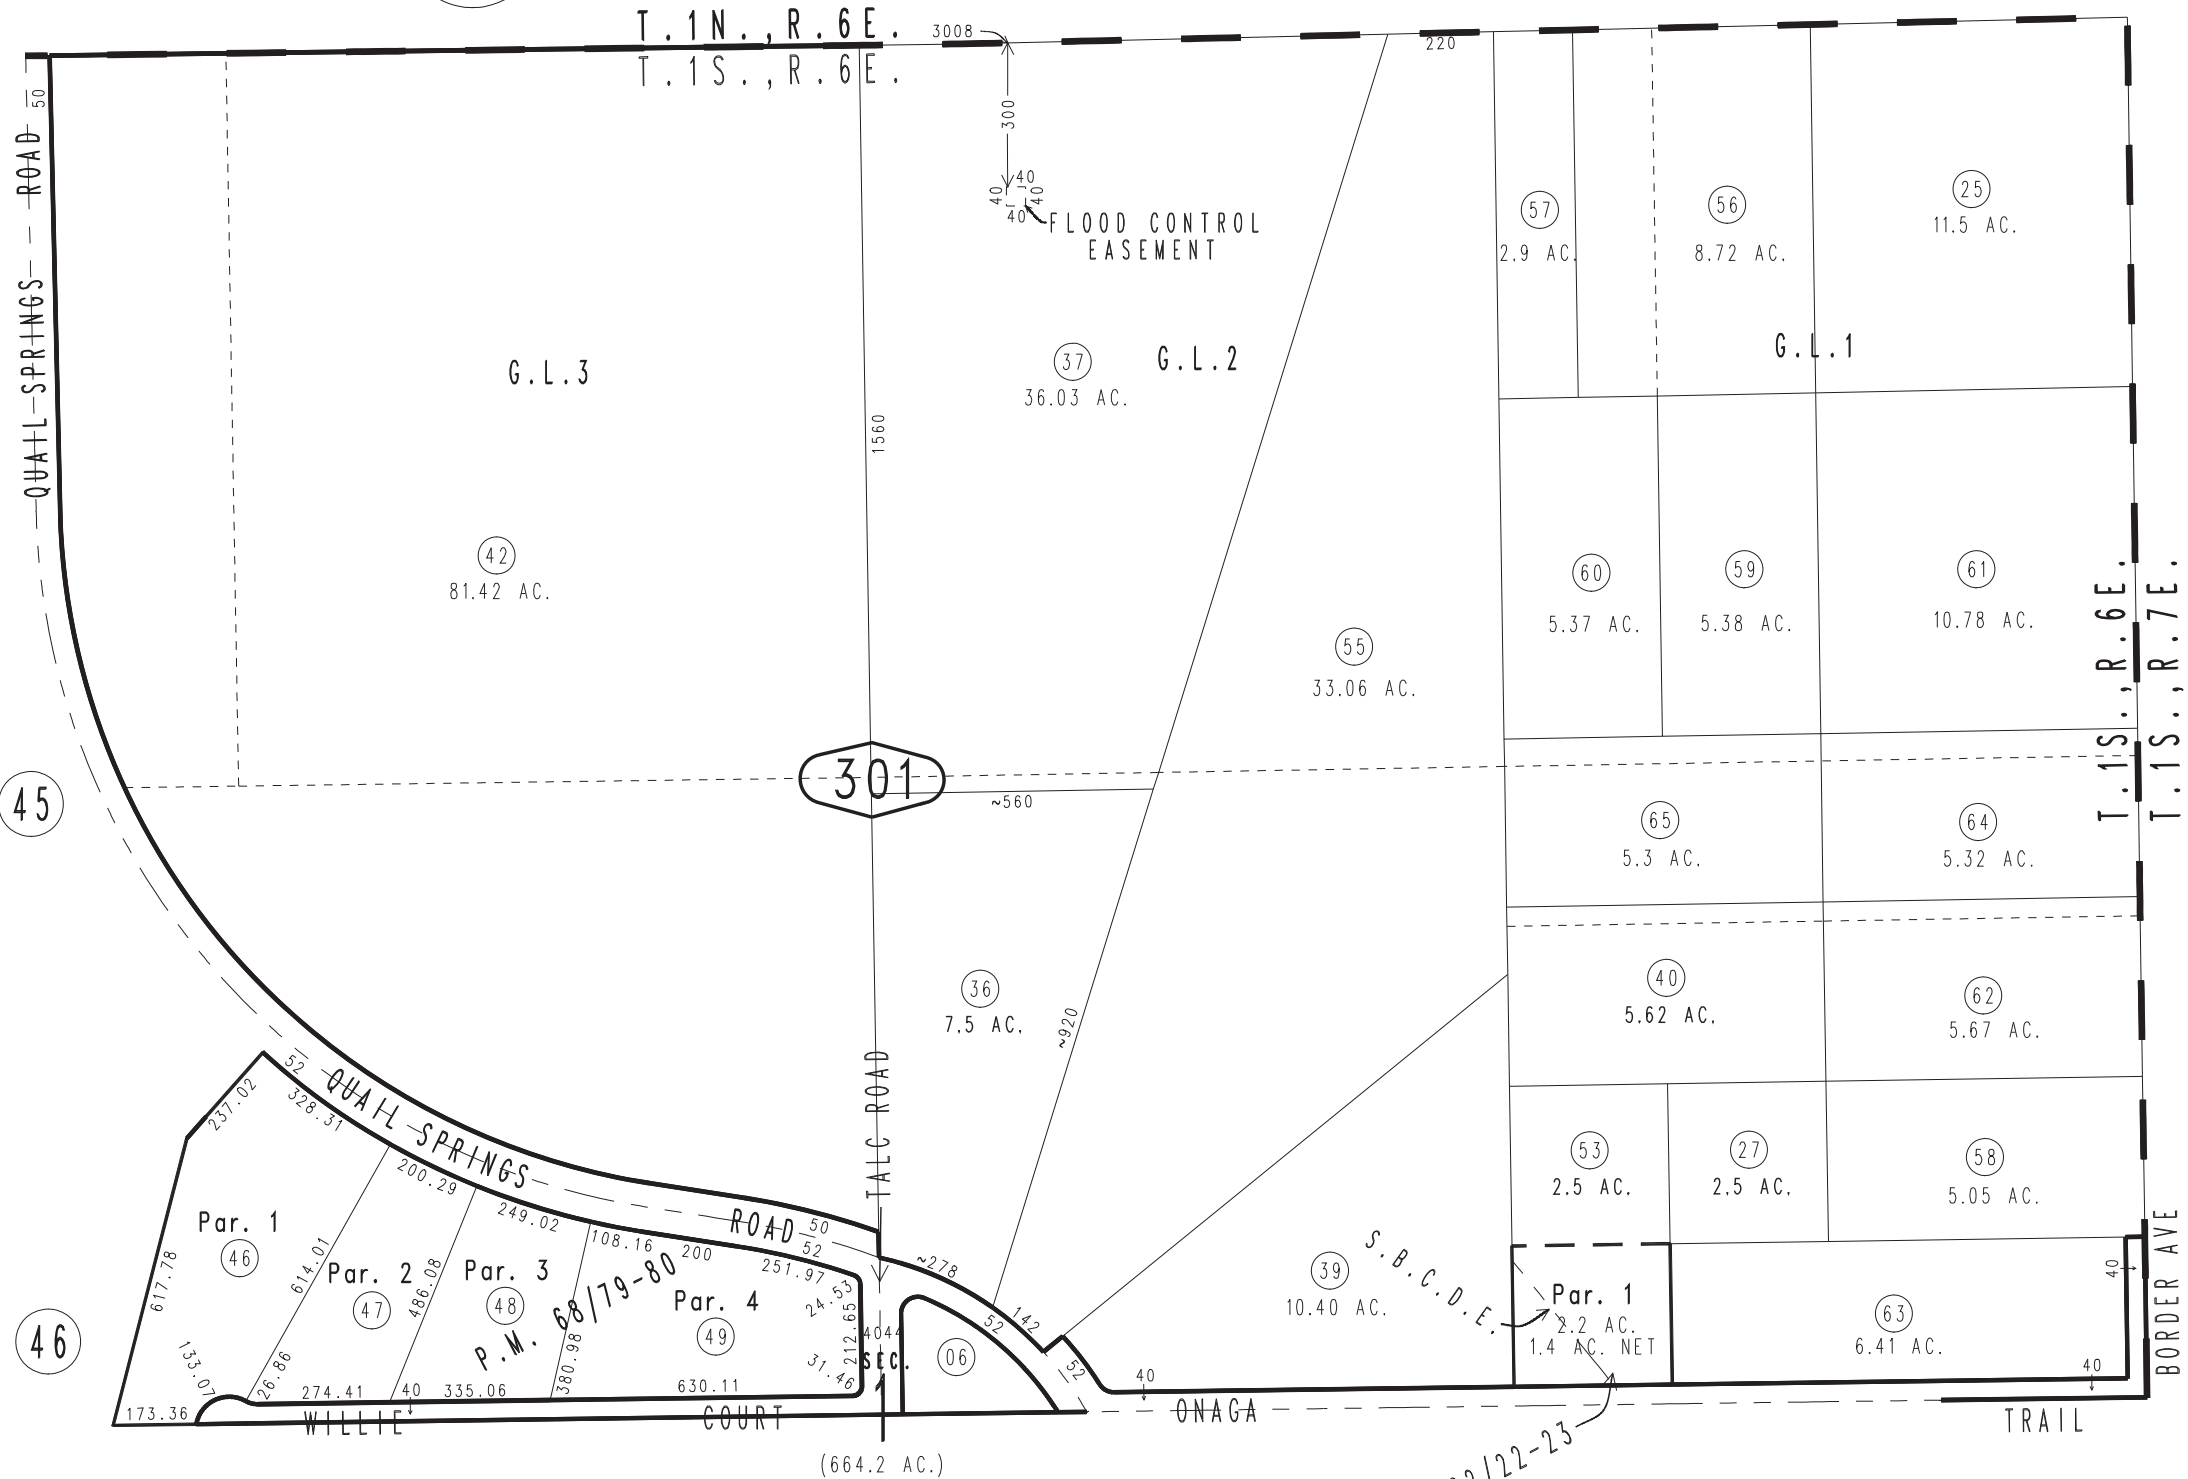 T.1N.,R.6E.
T.1S.,R.6E.
3008
220
50
300
40
40
40
40
FLOOD CONTROL
EASEMENT
QUAIL SPRINGS ROAD
57
2.9 AC.
56
8.72 AC.
25
11.5 AC.
G.L.3
37
36.03 AC.
G.L.2
G.L.1
1560
42
81.42 AC.
60
5.37 AC.
59
5.38 AC.
61
10.78 AC.
T.1S.,R.6E.
T.1S.,R.7E.
55
33.06 AC.
301
~560
45
65
5.3 AC.
64
5.32 AC.
36
7.5 AC.
~920
40
5.62 AC.
62
5.67 AC.
TALC ROAD
52
QUAIL SPRINGS
ROAD
50
52
237.02
328.31
200.29
249.02
108.16
200
251.97
24.53
~278
142
52
52
53
2.5 AC.
27
2.5 AC.
58
5.05 AC.
Par. 1
46
617.78
614.01
Par. 2
47
486.08
Par. 3
48
P.M. 68/79-80
380.98
Par. 4
49
212.65
31.46
4044
SEC.
1
06
39
10.40 AC.
S.B.C.D.E.
Par. 1
2.2 AC.
1.4 AC. NET
63
6.41 AC.
40
BORDER AVE
46
133.07
26.86
173.36
274.41
40
335.06
630.11
40
40
WILLIE COURT
ONAGA TRAIL
(664.2 AC.)
/22-23